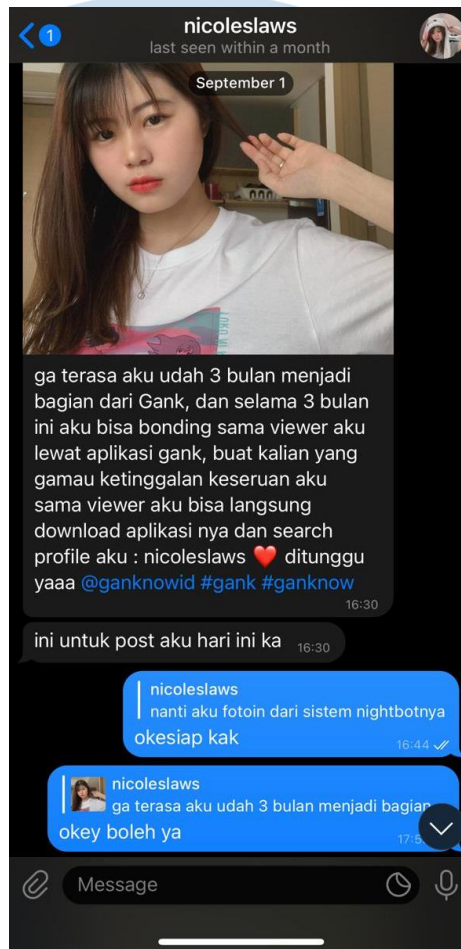 1
nicoleslaws
last seen within a month
September 1
ga terasa aku udah 3 bulan menjadi
bagian dari Gank, dan selama 3 bulan
ini aku bisa bonding sama viewer aku
lewat aplikasi gank, buat kalian yang
gamau ketinggalan keseruan aku
sama viewer aku bisa langsung
download aplikasi nya dan search
profile aku : nicoleslaws ❤️ ditunggu
yaaa @ganknowid #gank #ganknow
16:30
ini untuk post aku hari ini ka 16:30
nicoleslaws
nanti aku fotoin dari sistem nightbotnya
okesiap kak 16:44
nicoleslaws
ga terasa aku udah 3 bulan menjadi bagian
okey boleh ya
Message